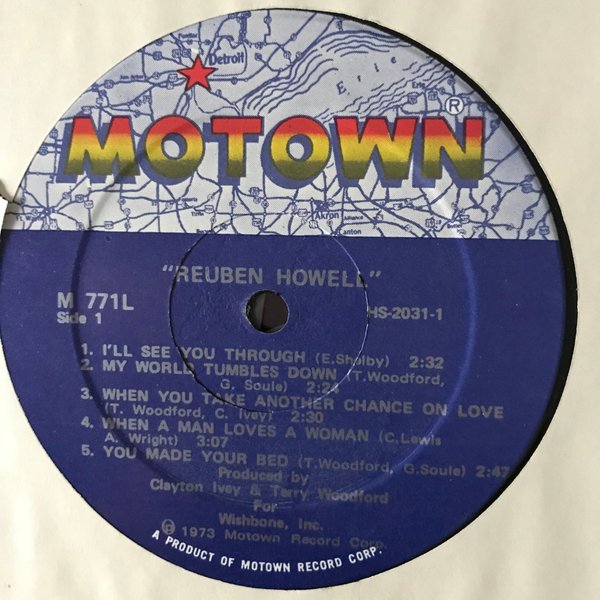 Detroit
Erie
Erie
MOTOWN®
Akron
Alliance
Canton
"REUBEN HOWELL"
M 771L
HS-2031-1
Side 1
1. I'LL SEE YOU THROUGH (E.Shelby) 2:32
2. MY WORLD TUMBLES DOWN (T.Woodford,
G. Soule) 2:24
3. WHEN YOU TAKE ANOTHER CHANCE ON LOVE
(T. Woodford, C. Ivey) 2:30
4. WHEN A MAN LOVES A WOMAN (C.Lewis
A. Wright) 3:07
5. YOU MADE YOUR BED (T.Woodford, G.Soule) 2:47
Produced by
Clayton Ivey & Terry Woodford
For
Wishbone, Inc.
℗ 1973 Motown Record Corp.
A PRODUCT OF MOTOWN RECORD CORP.